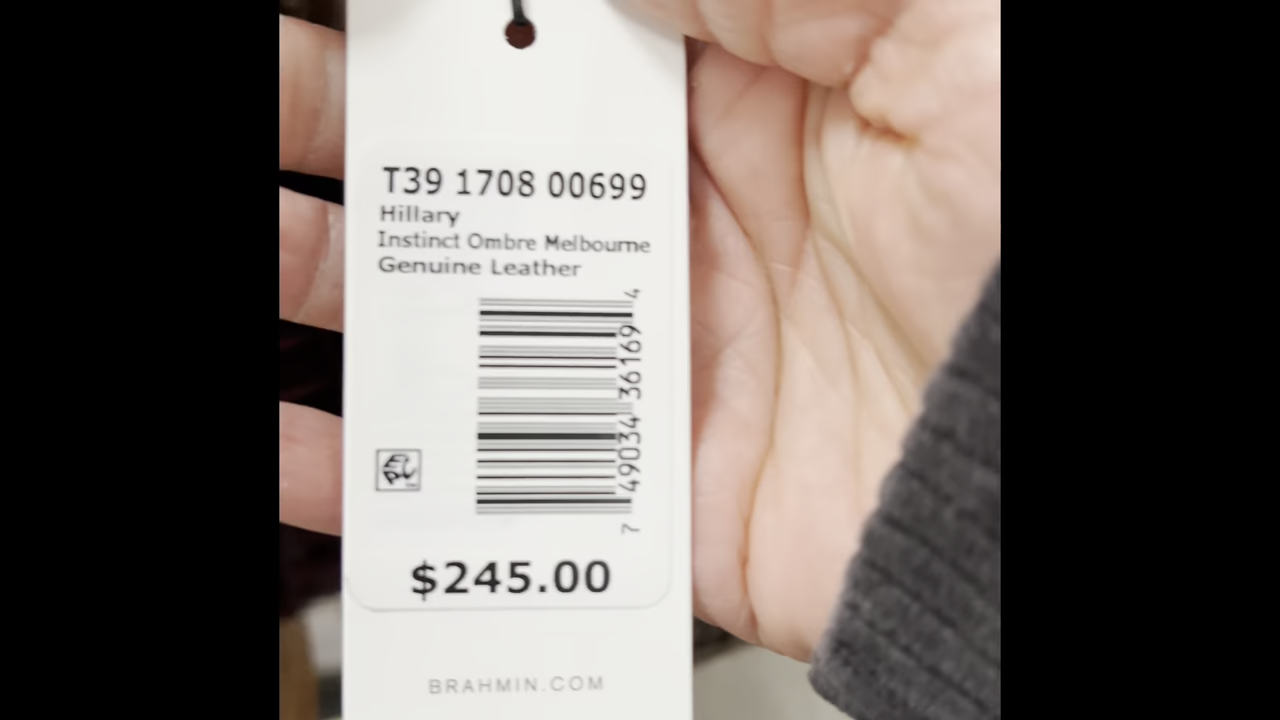 T39 1708 00699
Hillary
Instinct Ombre Melbourne
Genuine Leather
7 49034 36169 4
$245.00
BRAHMIN.COM